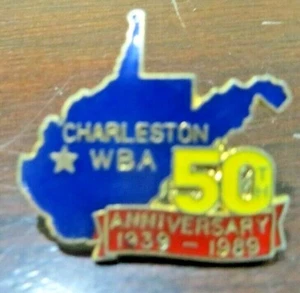 CHARLESTON
WBA
50TH
ANNIVERSARY
1939 - 1989